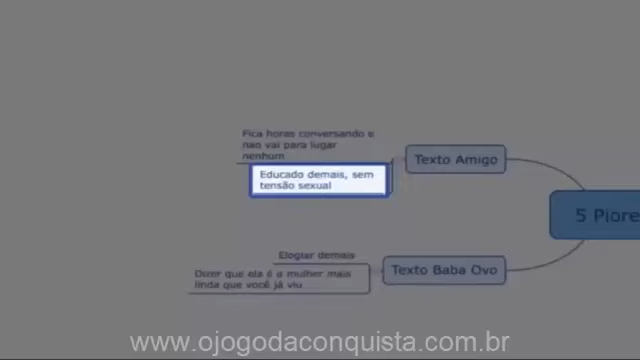 Fica horas conversando e
nao vai para lugar
nenhum
Texto Amigo
Educado demais, sem
tensão sexual
5 Piore
Elogiar demais
Texto Baba Ovo
Dizer que ela é a mulher mais
linda que você já viu
www.ojogodaconquista.com.br